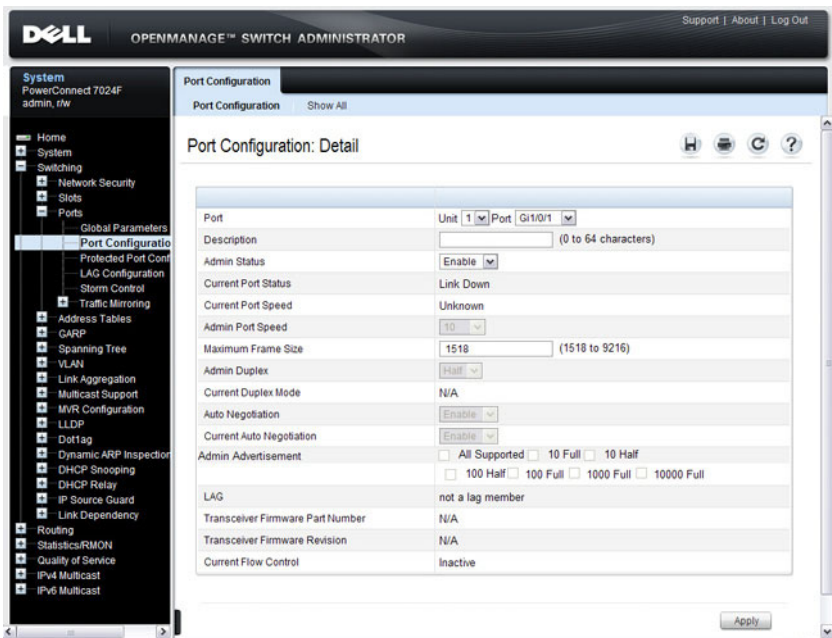 Support | About | Log Out
DELL OPENMANAGE™ SWITCH ADMINISTRATOR
System
PowerConnect 7024F
admin, r/w
Home
System
Switching
Network Security
Slots
Ports
Global Parameters
Port Configuratio
Protected Port Conf
LAG Configuration
Storm Control
Traffic Mirroring
Address Tables
GARP
Spanning Tree
VLAN
Link Aggregation
Multicast Support
MVR Configuration
LLDP
Dot1ag
Dynamic ARP Inspection
DHCP Snooping
DHCP Relay
IP Source Guard
Link Dependency
Routing
Statistics/RMON
Quality of Service
IPv4 Multicast
IPv6 Multicast
Port Configuration
Port Configuration Show All
Port Configuration: Detail
Port Unit 1 Port Gi1/0/1
Description (0 to 64 characters)
Admin Status Enable
Current Port Status Link Down
Current Port Speed Unknown
Admin Port Speed 10
Maximum Frame Size 1518 (1518 to 9216)
Admin Duplex Half
Current Duplex Mode N/A
Auto Negotiation Enable
Current Auto Negotiation Enable
Admin Advertisement All Supported 10 Full 10 Half
100 Half 100 Full 1000 Full 10000 Full
LAG not a lag member
Transceiver Firmware Part Number N/A
Transceiver Firmware Revision N/A
Current Flow Control Inactive
Apply